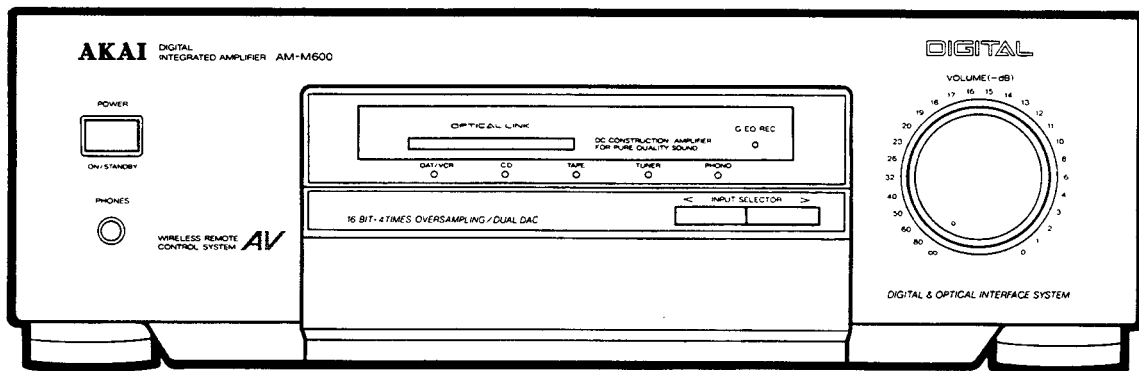 AKAI DIGITAL
INTEGRATED AMPLIFIER AM-M600
DIGITAL
POWER
ON/STANDBY
PHONES
WIRELESS REMOTE
CONTROL SYSTEM AV
OPTICAL LINK
DC CONSTRUCTION AMPLIFIER
FOR PURE QUALITY SOUND
G.EQ REC
DAT/VCR CD TAPE TUNER PHONO
16 BIT-4 TIMES OVERSAMPLING/DUAL DAC
< INPUT SELECTOR >
VOLUME(-dB)
∞ 80 60 50 40 32 26 23 20 19 18 17 16 15 14 13 12 11 10 8 6 4 3 2 1 0
DIGITAL & OPTICAL INTERFACE SYSTEM